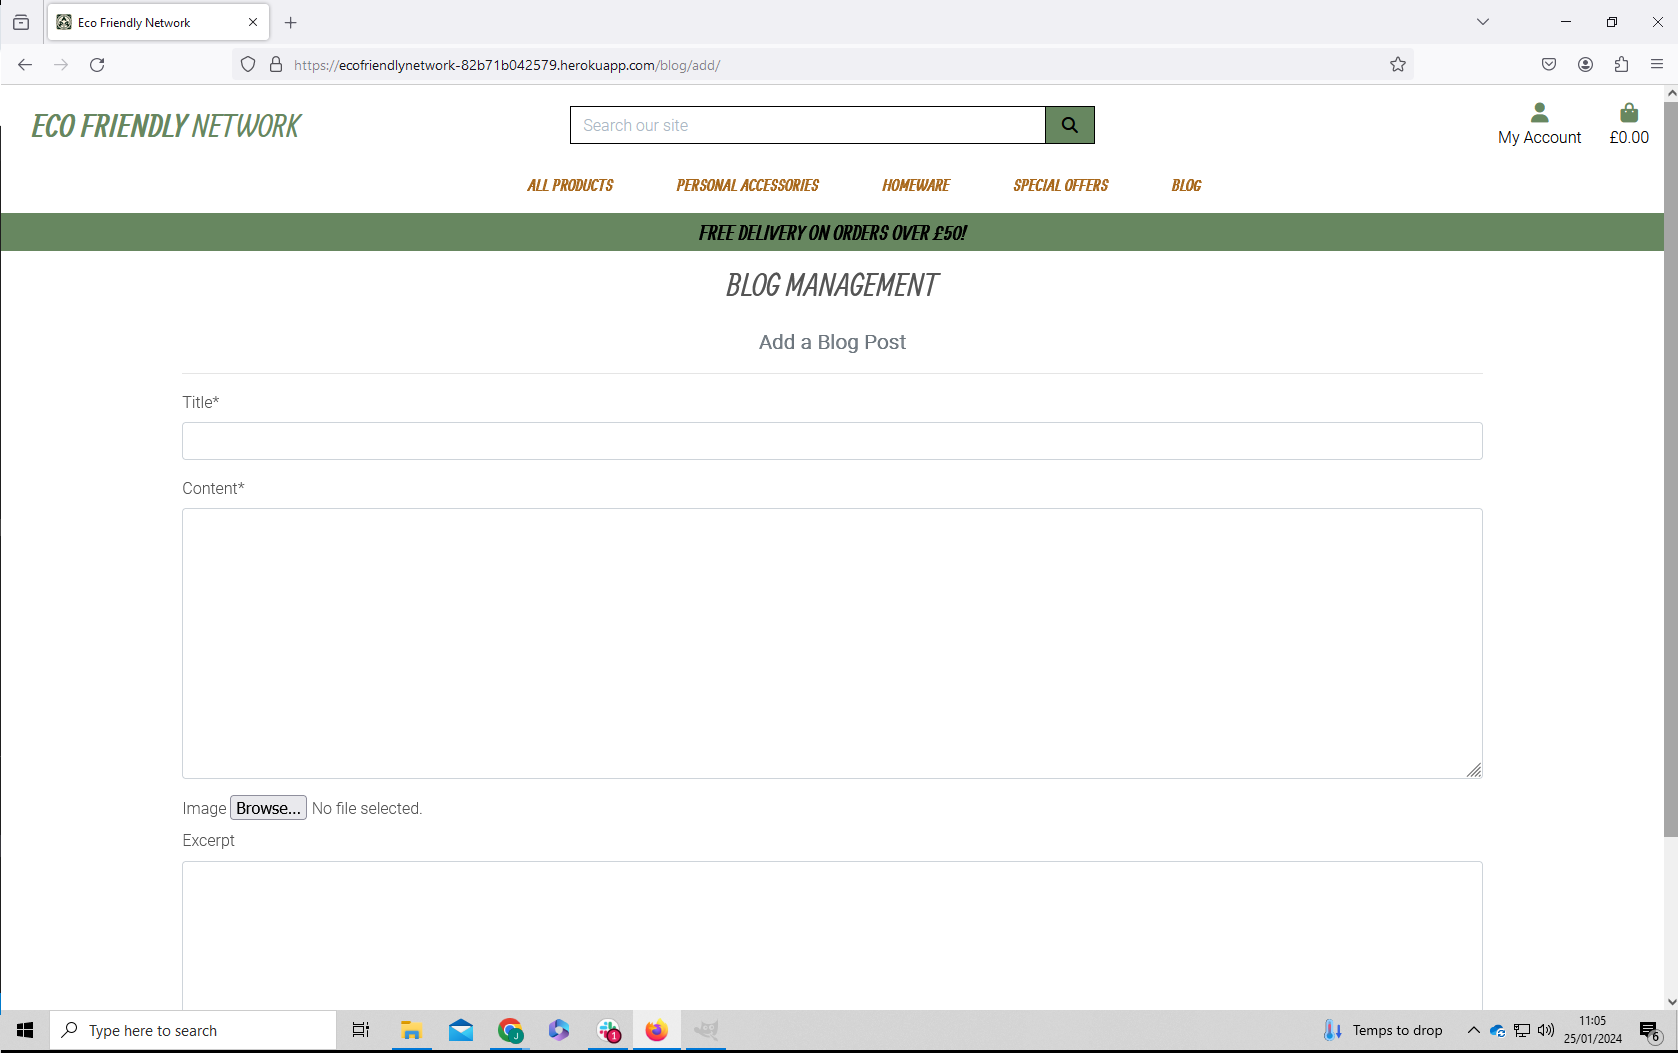 Eco Friendly Network
https://ecofriendlynetwork-82b71b042579.herokuapp.com/blog/add/
ECO FRIENDLY NETWORK
Search our site
My Account
£0.00
ALL PRODUCTS
PERSONAL ACCESSORIES
HOMEWARE
SPECIAL OFFERS
BLOG
FREE DELIVERY ON ORDERS OVER £50!
BLOG MANAGEMENT
Add a Blog Post
Title*
Content*
Image Browse... No file selected.
Excerpt
Type here to search
J
1
Temps to drop
11:05
25/01/2024
6